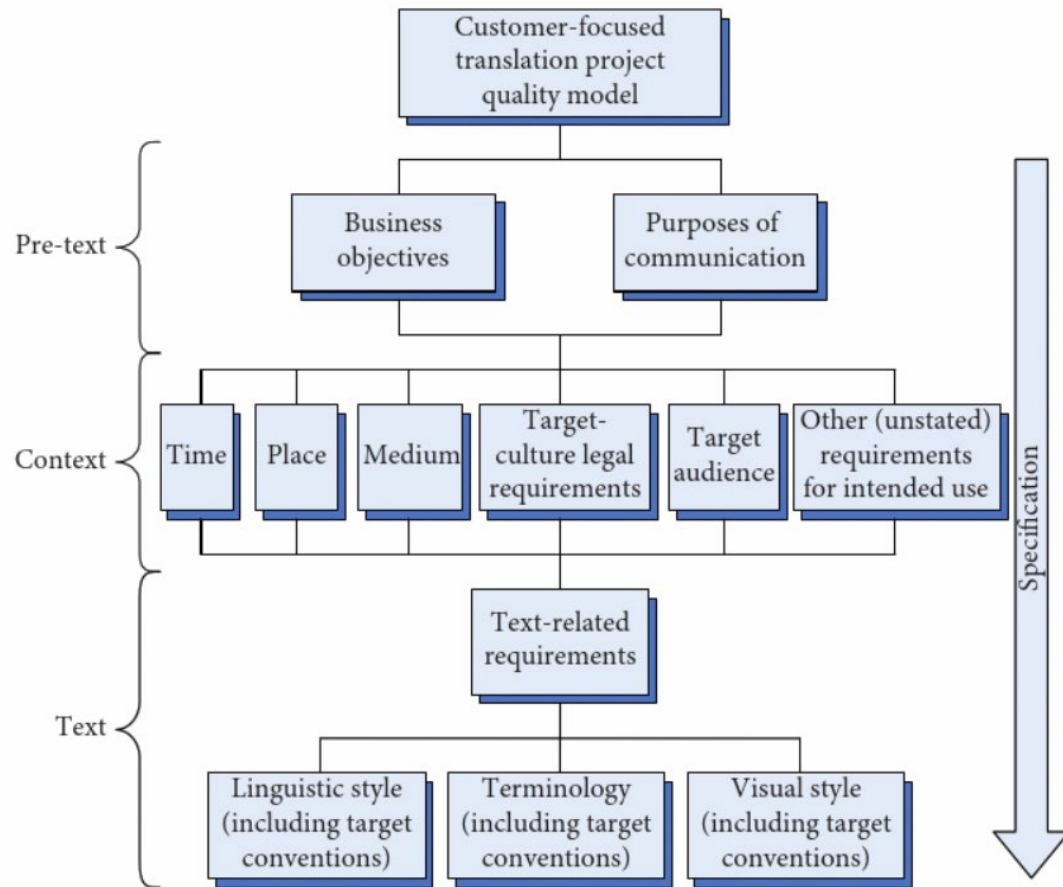 Customer-focused
translation project
quality model
Pre-text
Business
objectives
Purposes of
communication
Context
Time
Place
Medium
Target-
culture legal
requirements
Target
audience
Other (unstated)
requirements
for intended use
Specification
Text
Text-related
requirements
Linguistic style
(including target
conventions)
Terminology
(including target
conventions)
Visual style
(including target
conventions)